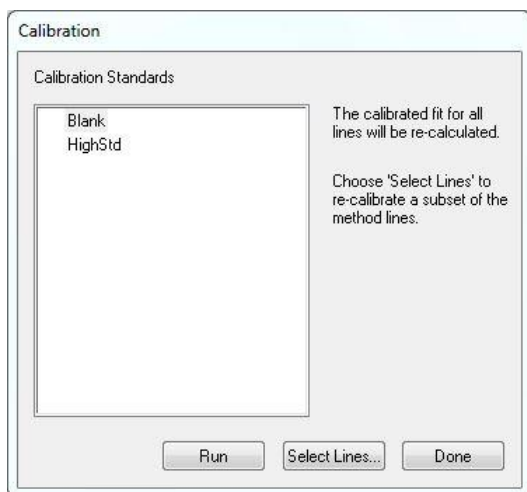 Calibration
Calibration Standards
Blank
HighStd
The calibrated fit for all
lines will be re-calculated.
Choose 'Select Lines' to
re-calibrate a subset of the
method lines.
Run
Select Lines...
Done